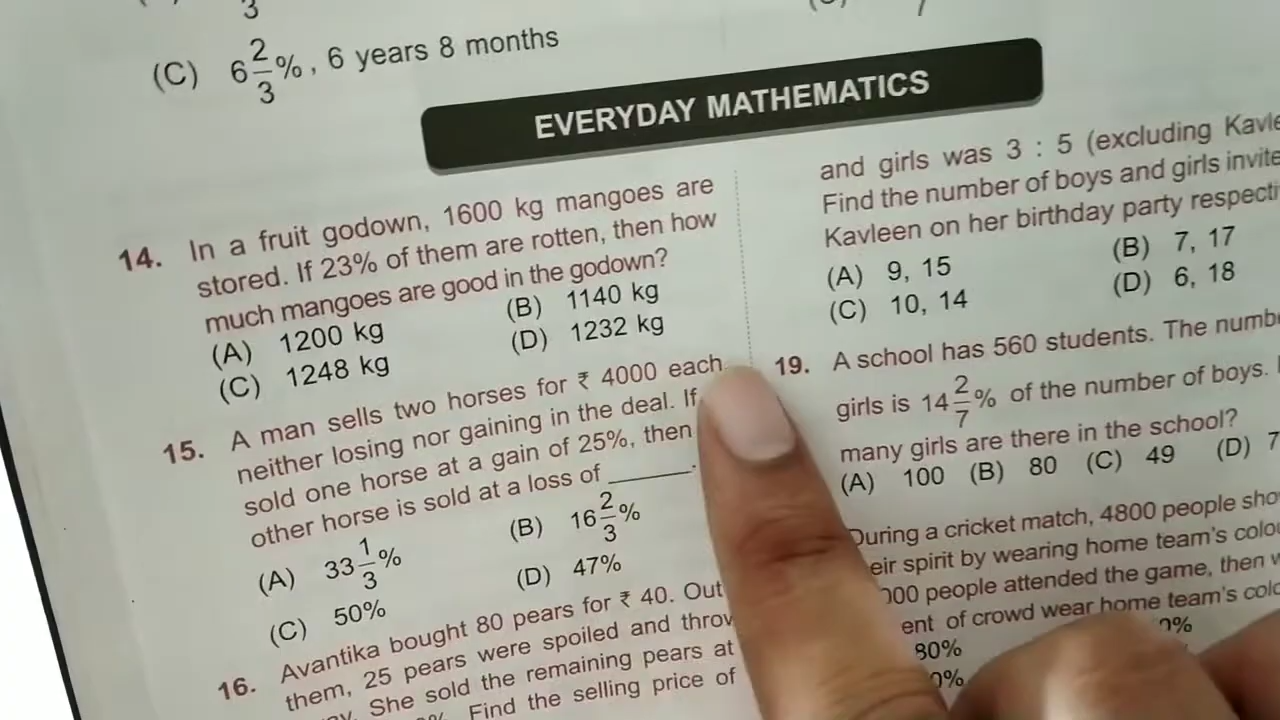 3
(C) 6 2/3 %, 6 years 8 months
EVERYDAY MATHEMATICS
14. In a fruit godown, 1600 kg mangoes are
stored. If 23% of them are rotten, then how
much mangoes are good in the godown?
(A) 1200 kg (B) 1140 kg
(C) 1248 kg (D) 1232 kg
15. A man sells two horses for ₹ 4000 each
neither losing nor gaining in the deal. If
sold one horse at a gain of 25%, then
other horse is sold at a loss of ______.
(A) 33 1/3 % (B) 16 2/3 %
(C) 50% (D) 47%
16. Avantika bought 80 pears for ₹ 40. Out
them, 25 pears were spoiled and
She sold the remaining pears at
Find the selling price of
and girls was 3 : 5 (excluding
Find the number of boys and girls
Kavleen on her birthday party
(A) 9, 15 (B) 7, 17
(C) 10, 14 (D) 6, 18
19. A school has 560 students. The
girls is 14 2/7 % of the number of boys.
many girls are there in the school?
(A) 100 (B) 80 (C) 49 (D) 7
During a cricket match, 4800 people
spirit by wearing home team's
people attended the game, then
of crowd wear home team's
80%
0%
0%